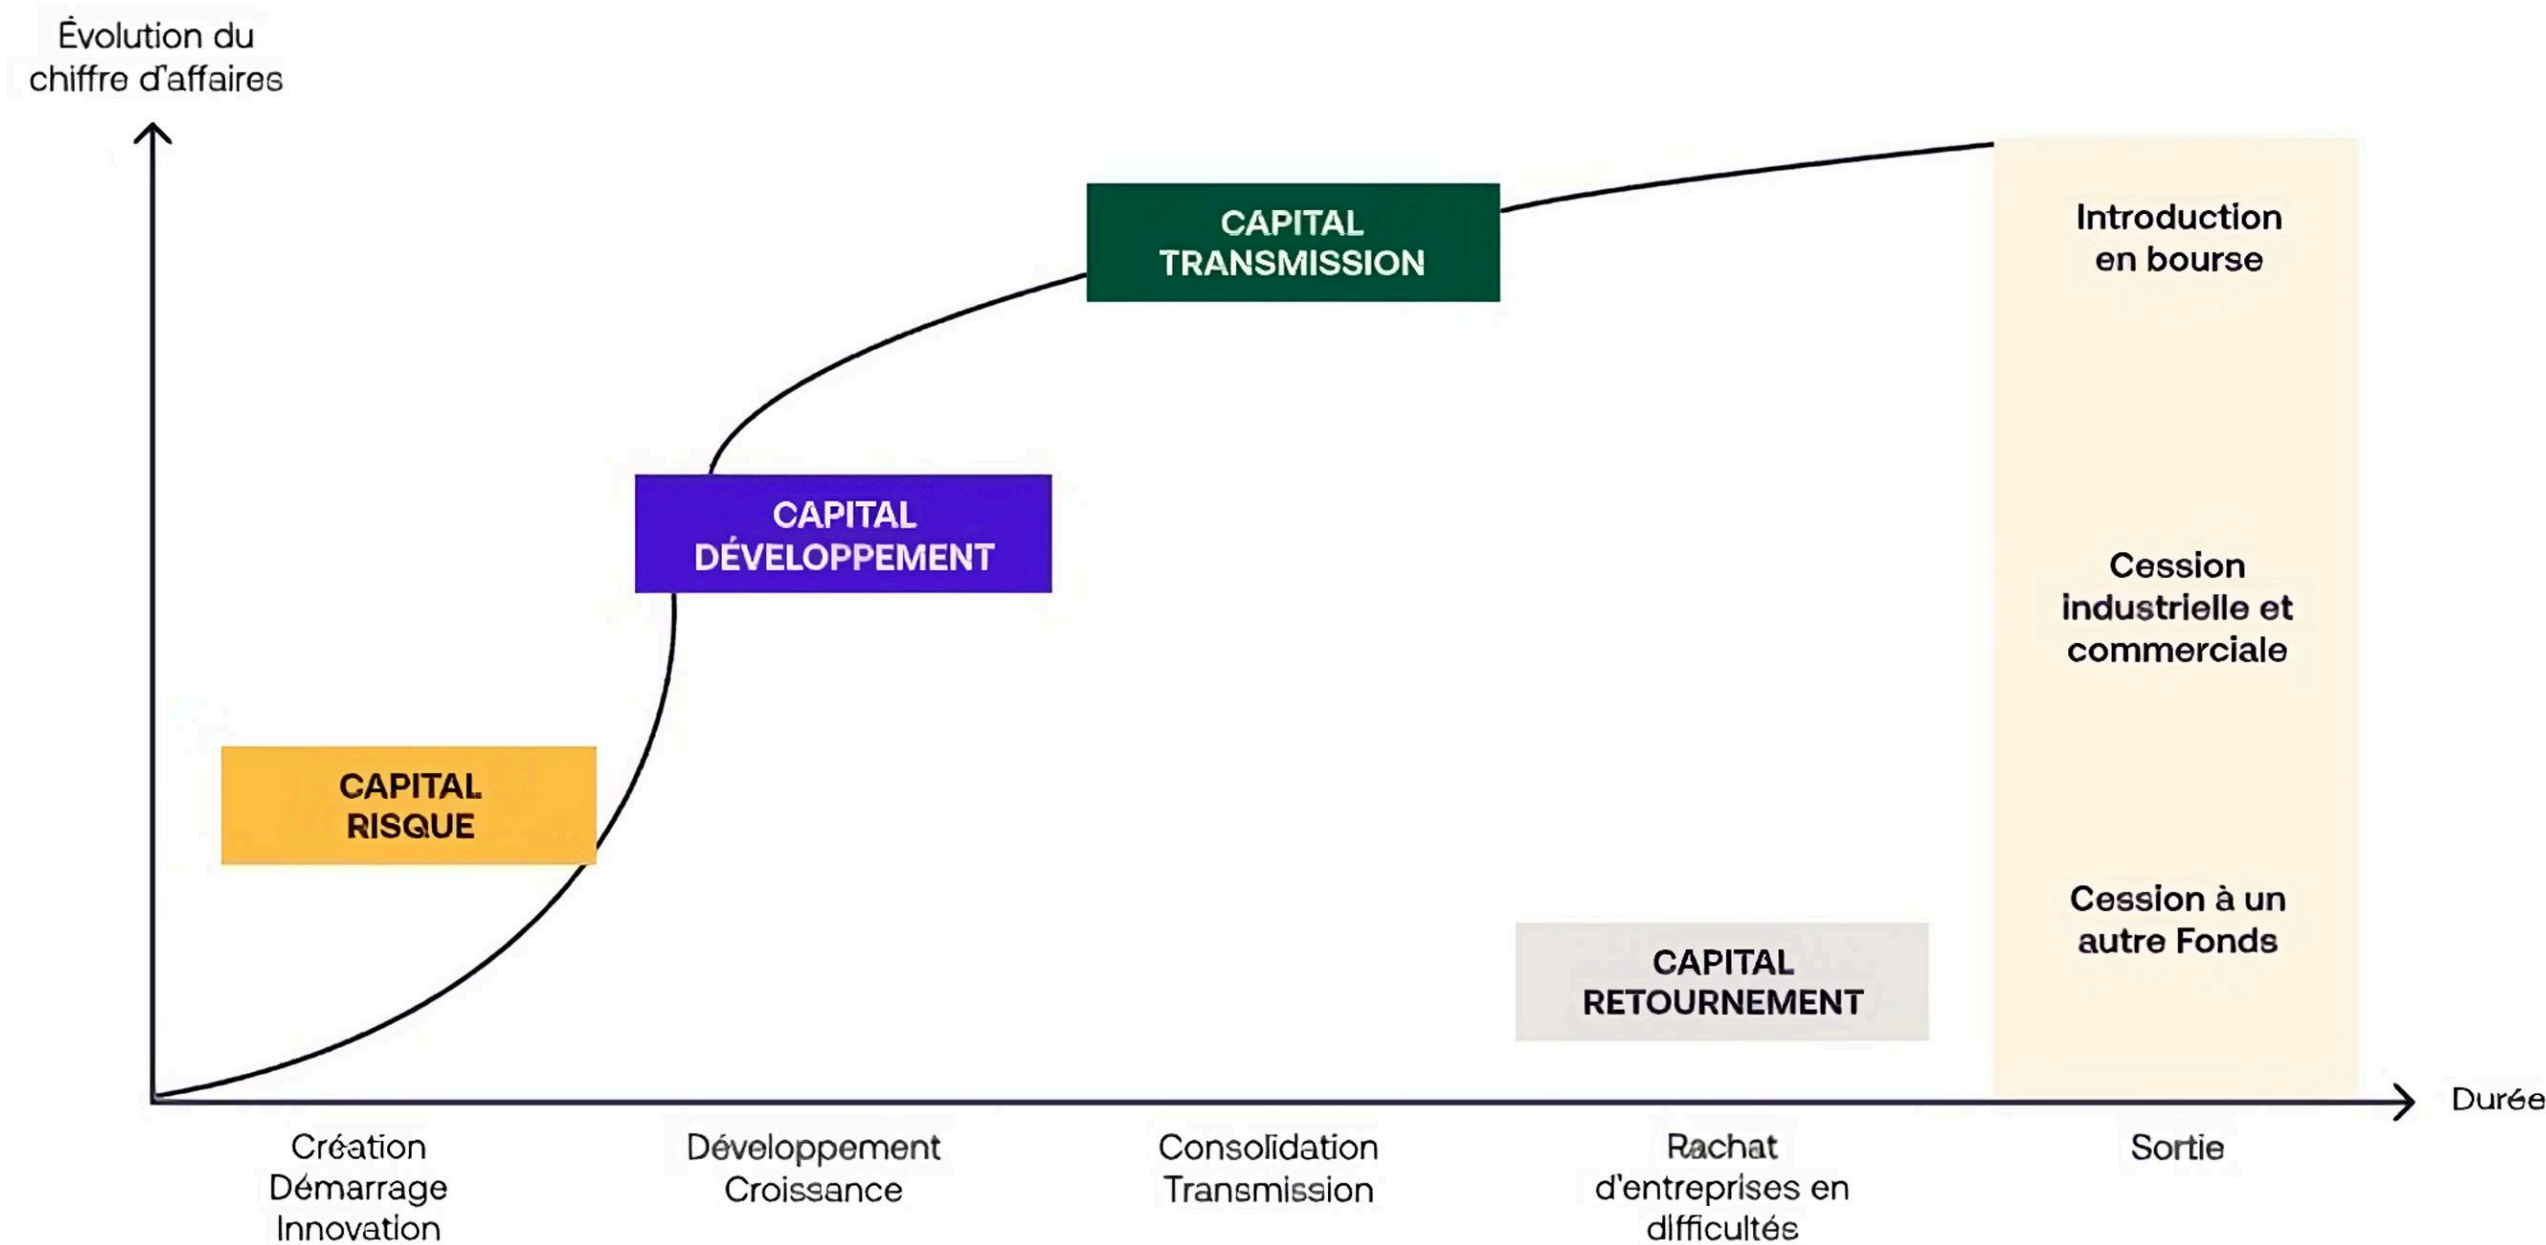 Évolution du
chiffre d'affaires
CAPITAL
TRANSMISSION
Introduction
en bourse
CAPITAL
DÉVELOPPEMENT
Cession
industrielle et
commerciale
CAPITAL
RISQUE
Cession à un
autre Fonds
CAPITAL
RETOURNEMENT
Durée
Création
Démarrage
Innovation
Développement
Croissance
Consolidation
Transmission
Rachat
d'entreprises en
difficultés
Sortie